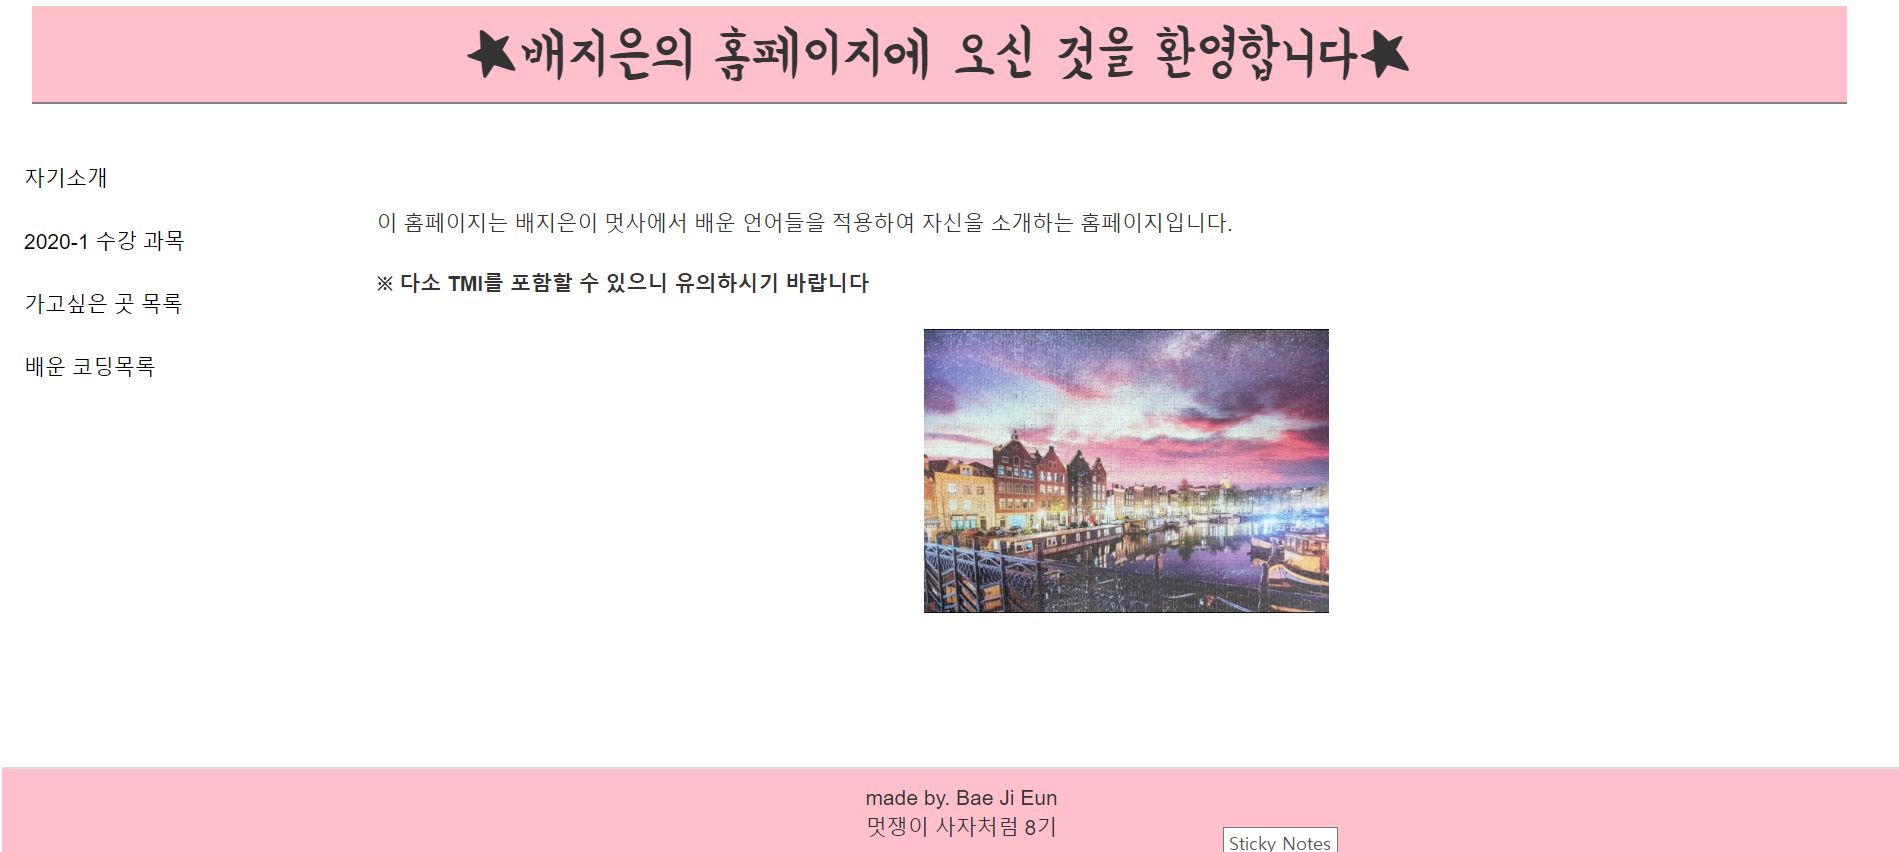 ★배지은의 홈페이지에 오신 것을 환영합니다★
자기소개
2020-1 수강 과목
가고싶은 곳 목록
배운 코딩목록
이 홈페이지는 배지은이 멋사에서 배운 언어들을 적용하여 자신을 소개하는 홈페이지입니다.
※ 다소 TMI를 포함할 수 있으니 유의하시기 바랍니다
made by. Bae Ji Eun
멋쟁이 사자처럼 8기
Sticky Notes